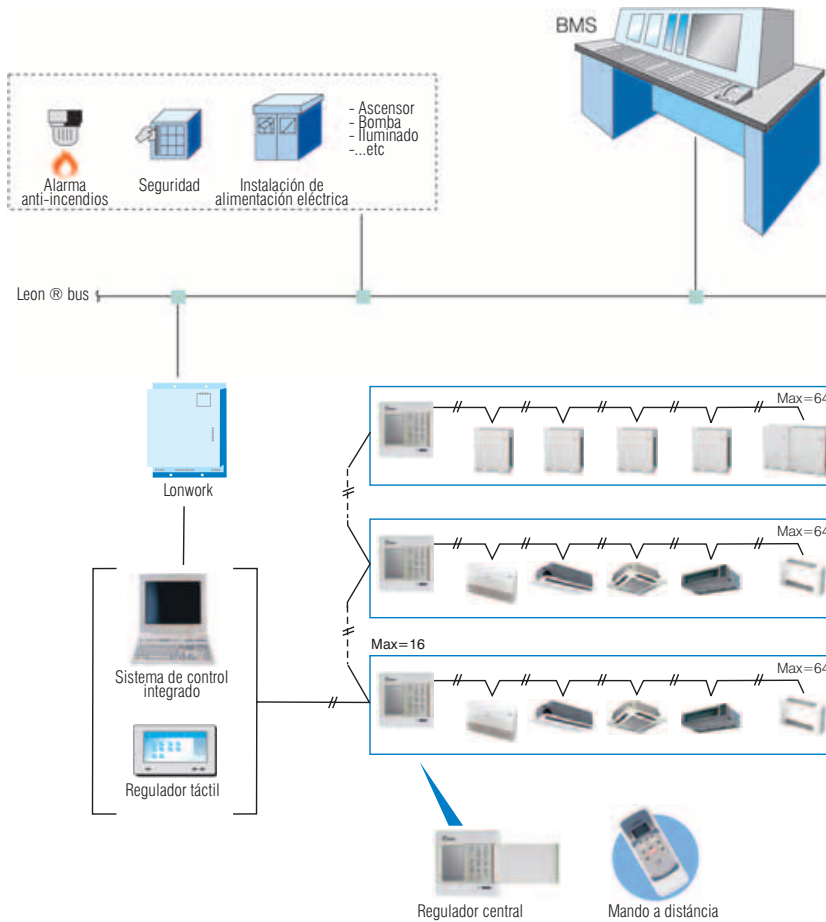 BMS
- Ascensor
- Bomba
- Iluminado
-...etc
Alarma
anti-incendios
Seguridad
Instalación de
alimentación eléctrica
Leon ® bus
Lonwork
Max=64
Max=64
Max=16
Max=64
Sistema de control
integrado
Regulador táctil
Regulador central
Mando a distáncia